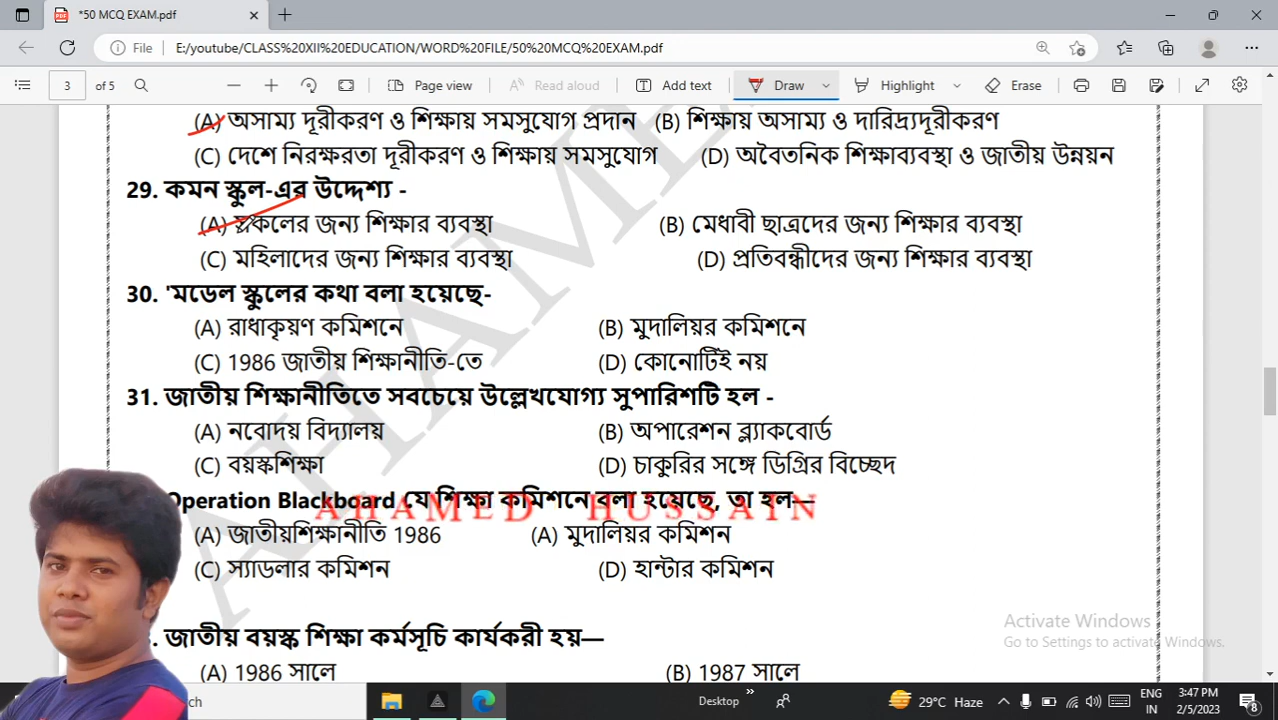 *50 MCQ EXAM.pdf
File E:/youtube/CLASS%20XII%20EDUCATION/WORD%20FILE/50%20MCQ%20EXAM.pdf
3 of 5 Page view Read aloud Add text Draw Highlight Erase
(A) অসাম্য দূরীকরণ ও শিক্ষায় সমসুযোগ প্রদান (B) শিক্ষায় অসাম্য ও দারিদ্র্যদূরীকরণ
(C) দেশে নিরক্ষরতা দূরীকরণ ও শিক্ষায় সমসুযোগ (D) অবৈতনিক শিক্ষাব্যবস্থা ও জাতীয় উন্নয়ন
29. কমন স্কুল-এর উদ্দেশ্য -
(A) সকলের জন্য শিক্ষার ব্যবস্থা (B) মেধাবী ছাত্রদের জন্য শিক্ষার ব্যবস্থা
(C) মহিলাদের জন্য শিক্ষার ব্যবস্থা (D) প্রতিবন্ধীদের জন্য শিক্ষার ব্যবস্থা
30. 'মডেল স্কুলের কথা বলা হয়েছে-
(A) রাধাকৃয়ণ কমিশনে (B) মুদালিয়র কমিশনে
(C) 1986 জাতীয় শিক্ষানীতি-তে (D) কোনোটিই নয়
31. জাতীয় শিক্ষানীতিতে সবচেয়ে উল্লেখযোগ্য সুপারিশটি হল -
(A) নবোদয় বিদ্যালয় (B) অপারেশন ব্ল্যাকবোর্ড
(C) বয়স্কশিক্ষা (D) চাকুরির সঙ্গে ডিগ্রির বিচ্ছেদ
Operation Blackboard যে শিক্ষা কমিশনে বলা হয়েছে, তা হল—
AHAMED HUSSAIN
(A) জাতীয়শিক্ষানীতি 1986 (A) মুদালিয়র কমিশন
(C) স্যাডলার কমিশন (D) হান্টার কমিশন
জাতীয় বয়স্ক শিক্ষা কর্মসূচি কার্যকরী হয়—
(A) 1986 সালে (B) 1987 সালে
Activate Windows
Go to Settings to activate Windows.
Desktop 29°C Haze ENG IN 3:47 PM 2/5/2023 8